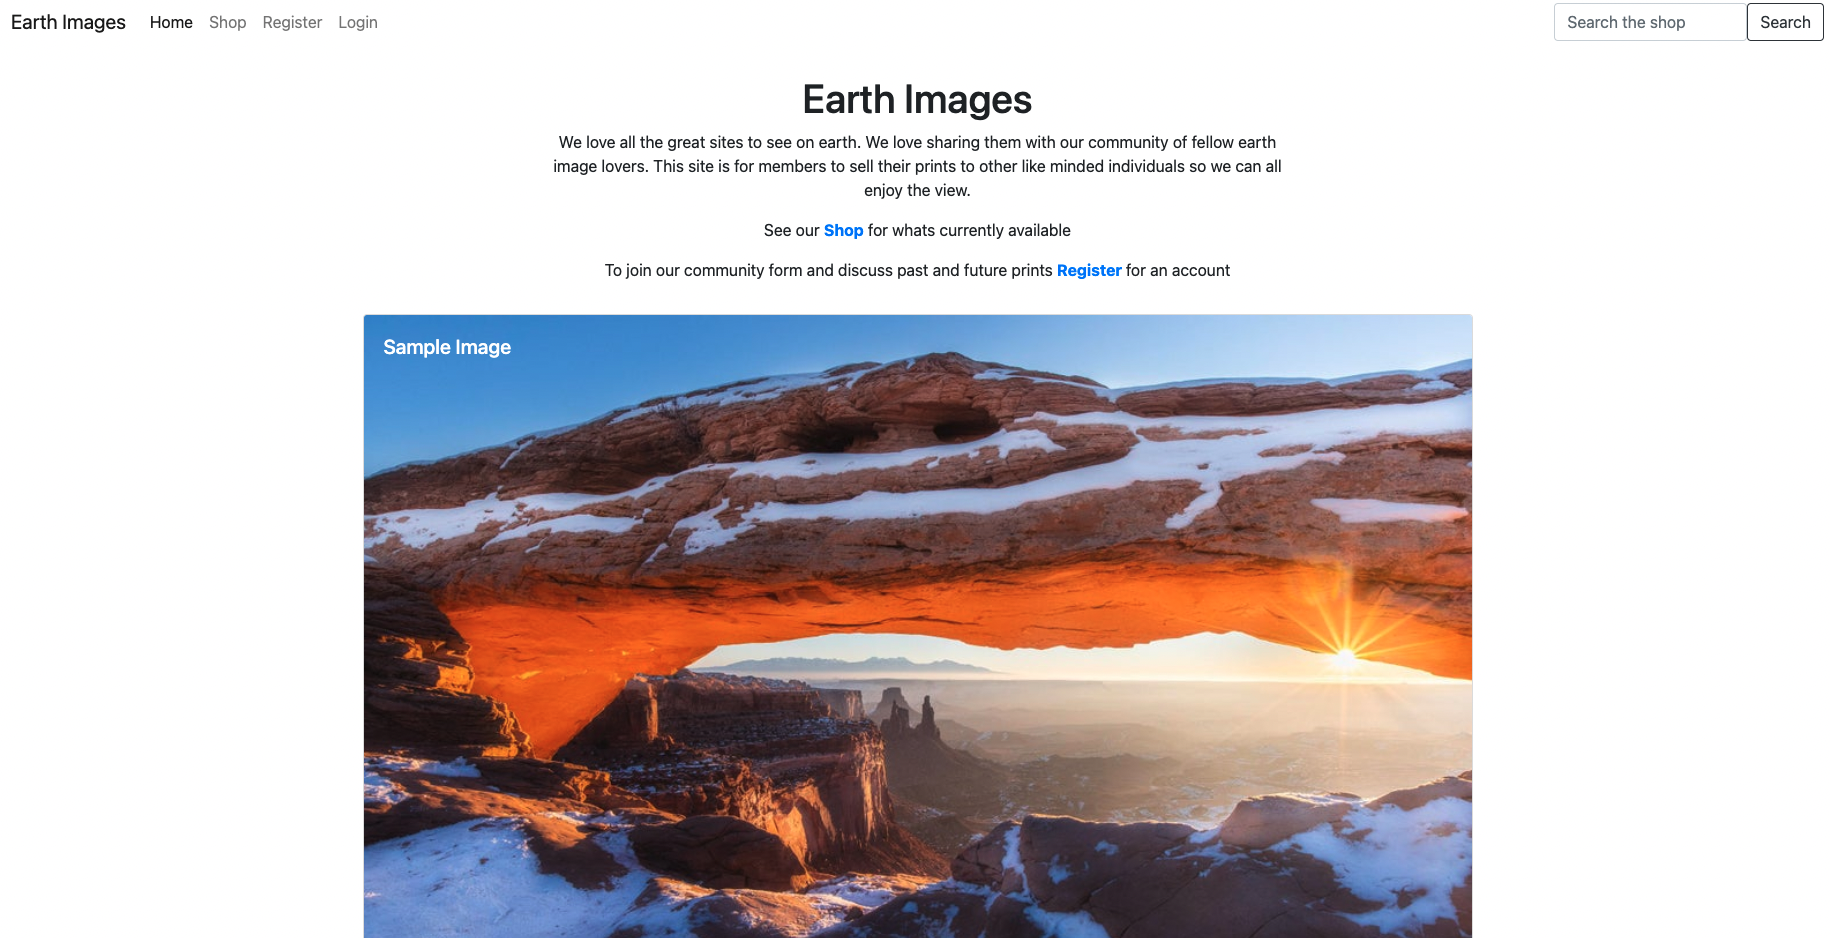 Earth Images Home Shop Register Login Search the shop Search
Earth Images
We love all the great sites to see on earth. We love sharing them with our community of fellow earth
image lovers. This site is for members to sell their prints to other like minded individuals so we can all
enjoy the view.
See our Shop for whats currently available
To join our community form and discuss past and future prints Register for an account
Sample Image